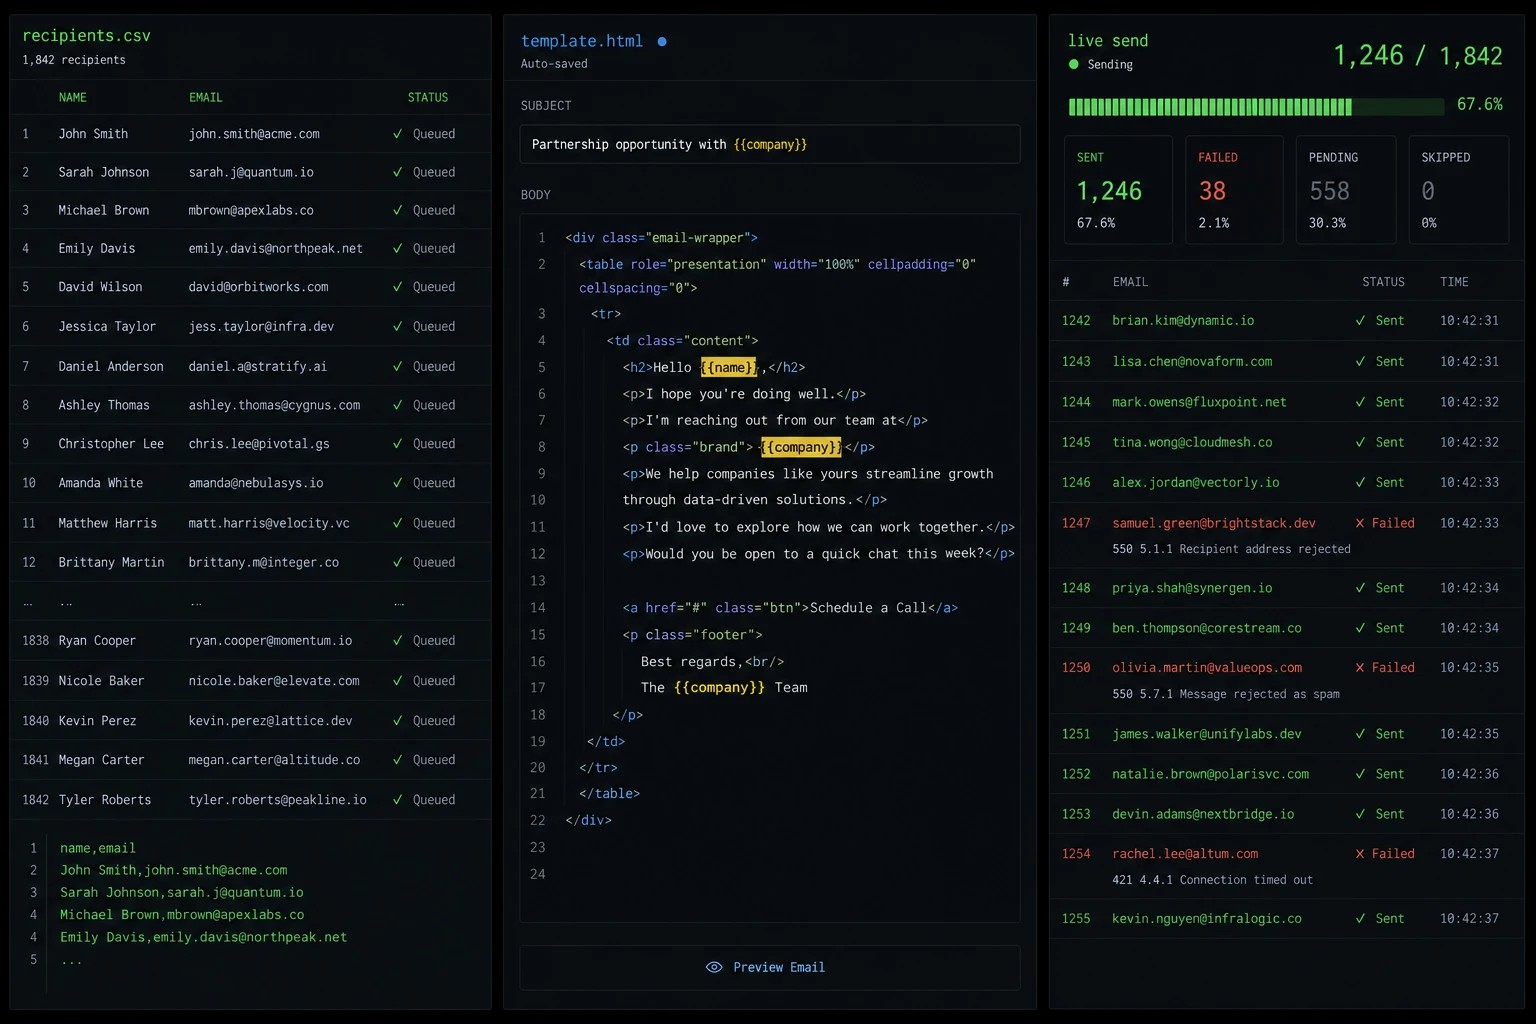 recipients.csv
1,842 recipients
NAME EMAIL STATUS
1 John Smith john.smith@acme.com ✓ Queued
2 Sarah Johnson sarah.j@quantum.io ✓ Queued
3 Michael Brown mbrown@apexlabs.co ✓ Queued
4 Emily Davis emily.davis@northpeak.net ✓ Queued
5 David Wilson david@orbitworks.com ✓ Queued
6 Jessica Taylor jess.taylor@infra.dev ✓ Queued
7 Daniel Anderson daniel.a@stratify.ai ✓ Queued
8 Ashley Thomas ashley.thomas@cygnus.com ✓ Queued
9 Christopher Lee chris.lee@pivotal.gs ✓ Queued
10 Amanda White amanda@nebulasys.io ✓ Queued
11 Matthew Harris matt.harris@velocity.vc ✓ Queued
12 Brittany Martin brittany.m@integer.co ✓ Queued
... ... ... ...
1838 Ryan Cooper ryan.cooper@momentum.io ✓ Queued
1839 Nicole Baker nicole.baker@elevate.com ✓ Queued
1840 Kevin Perez kevin.perez@lattice.dev ✓ Queued
1841 Megan Carter megan.carter@altitude.co ✓ Queued
1842 Tyler Roberts tyler.roberts@peakline.io ✓ Queued
1 name,email
2 John Smith,john.smith@acme.com
3 Sarah Johnson,sarah.j@quantum.io
4 Michael Brown,mbrown@apexlabs.co
4 Emily Davis,emily.davis@northpeak.net
5 ...
template.html
Auto-saved
SUBJECT
Partnership opportunity with {{company}}
BODY
1 <div class="email-wrapper">
2 <table role="presentation" width="100%" cellpadding="0"
cellspacing="0">
3 <tr>
4 <td class="content">
5 <h2>Hello {{name}},</h2>
6 <p>I hope you're doing well.</p>
7 <p>I'm reaching out from our team at</p>
8 <p class="brand"> {{company}}</p>
9 <p>We help companies like yours streamline growth
10 through data-driven solutions.</p>
11 <p>I'd love to explore how we can work together.</p>
12 <p>Would you be open to a quick chat this week?</p>
13
14 <a href="#" class="btn">Schedule a Call</a>
15 <p class="footer">
16 Best regards,<br/>
17 The {{company}} Team
18 </p>
19 </td>
20 </tr>
21 </table>
22 </div>
23
24
Preview Email
live send
Sending
1,246 / 1,842
67.6%
SENT
1,246
67.6%
FAILED
38
2.1%
PENDING
558
30.3%
SKIPPED
0
0%
# EMAIL STATUS TIME
1242 brian.kim@dynamic.io ✓ Sent 10:42:31
1243 lisa.chen@novaform.com ✓ Sent 10:42:31
1244 mark.owens@fluxpoint.net ✓ Sent 10:42:32
1245 tina.wong@cloudmesh.co ✓ Sent 10:42:32
1246 alex.jordan@vectorly.io ✓ Sent 10:42:33
1247 samuel.green@brightstack.dev ✕ Failed 10:42:33
550 5.1.1 Recipient address rejected
1248 priya.shah@synergen.io ✓ Sent 10:42:34
1249 ben.thompson@corestream.co ✓ Sent 10:42:34
1250 olivia.martin@valueops.com ✕ Failed 10:42:35
550 5.7.1 Message rejected as spam
1251 james.walker@unifylabs.dev ✓ Sent 10:42:35
1252 natalie.brown@polarisvc.com ✓ Sent 10:42:36
1253 devin.adams@nextbridge.io ✓ Sent 10:42:36
1254 rachel.lee@altum.com ✕ Failed 10:42:37
421 4.4.1 Connection timed out
1255 kevin.nguyen@infralogic.co ✓ Sent 10:42:37